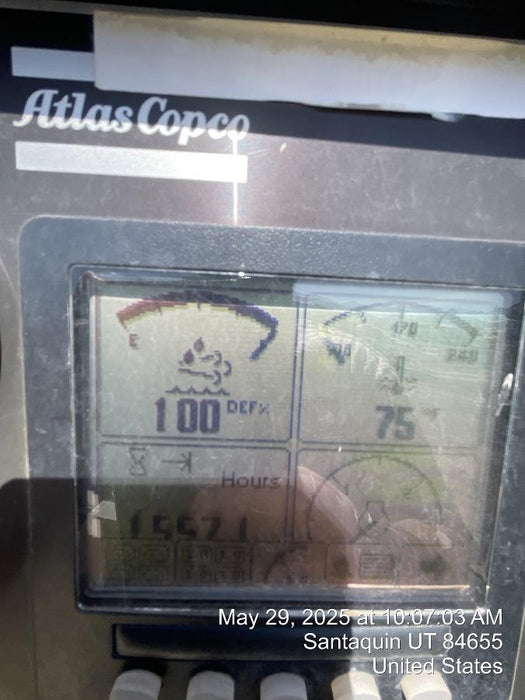 Atlas Copco
170
240
E
100 DEF%
75 °F
Hours
May 29, 2025 at 10:07:03 AM
Santaquin UT 84655
United States